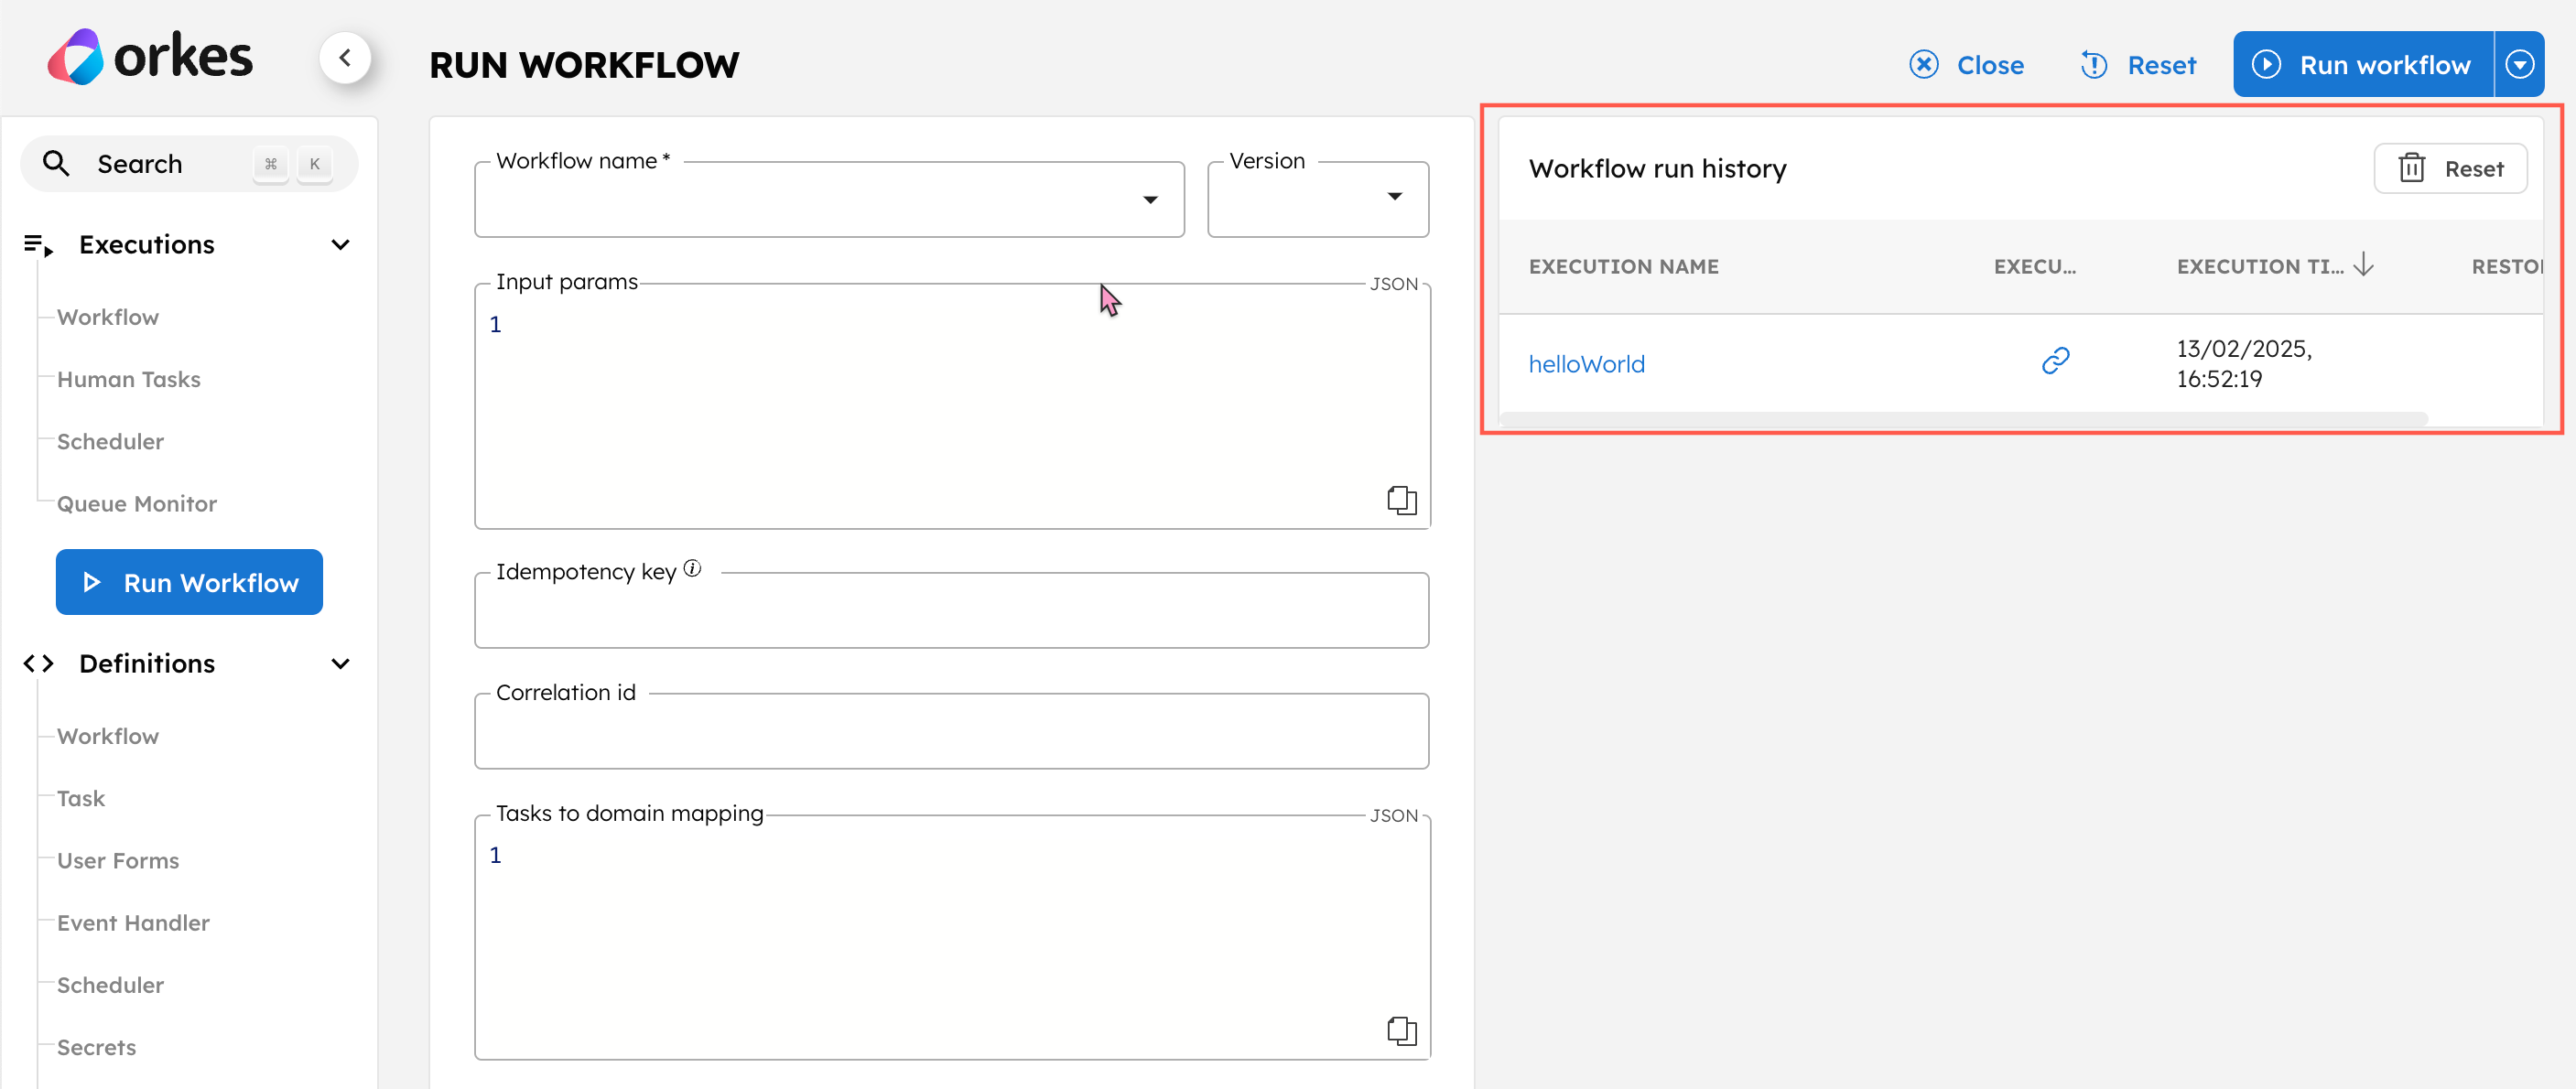 orkes
RUN WORKFLOW
Close
Reset
Run workflow
Search
⌘ K
Executions
Workflow
Human Tasks
Scheduler
Queue Monitor
Run Workflow
Definitions
Workflow
Task
User Forms
Event Handler
Scheduler
Secrets
Workflow name *
Version
Input params
JSON
1
Idempotency key
Correlation id
Tasks to domain mapping
JSON
1
Workflow run history
Reset
EXECUTION NAME EXECU... EXECUTION TI... RESTO
helloWorld
13/02/2025,
16:52:19